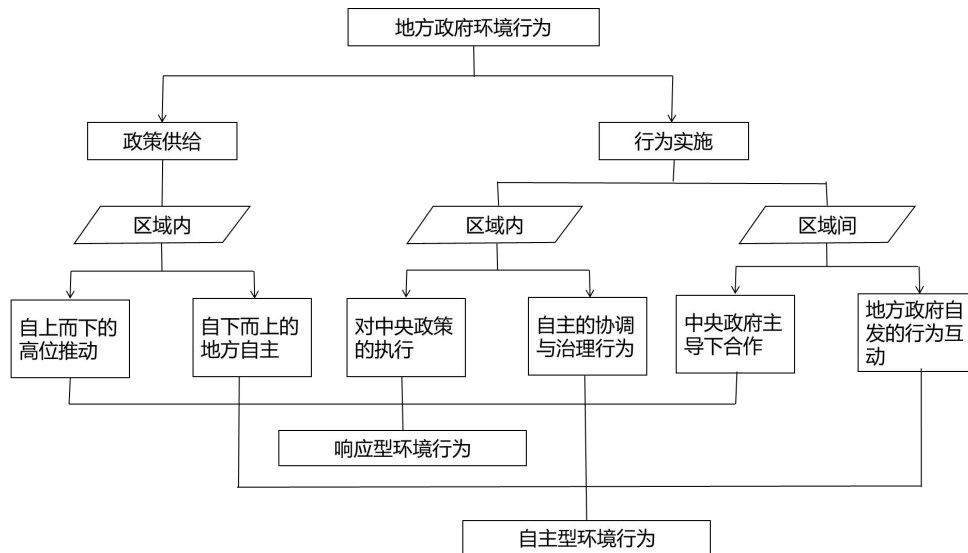 地方政府环境行为
政策供给
行为实施
区域内
区域内
区域间
自上而下的
高位推动
自下而上的
地方自主
对中央政策
的执行
自主的协调
与治理行为
中央政府主
导下合作
地方政府自
发的行为互
动
响应型环境行为
自主型环境行为